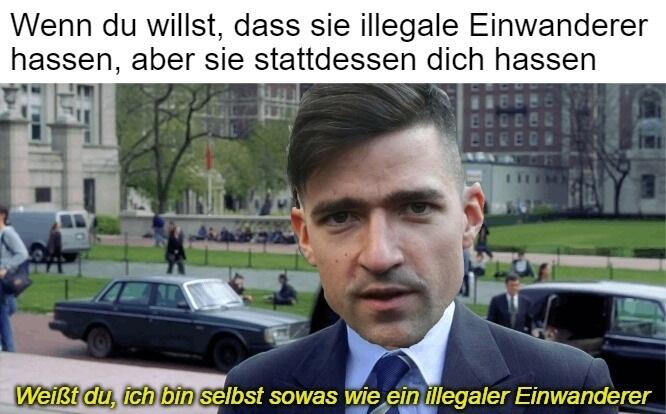 Wenn du willst, dass sie illegale Einwanderer
hassen, aber sie stattdessen dich hassen
Weißt du, ich bin selbst sowas wie ein illegaler Einwanderer